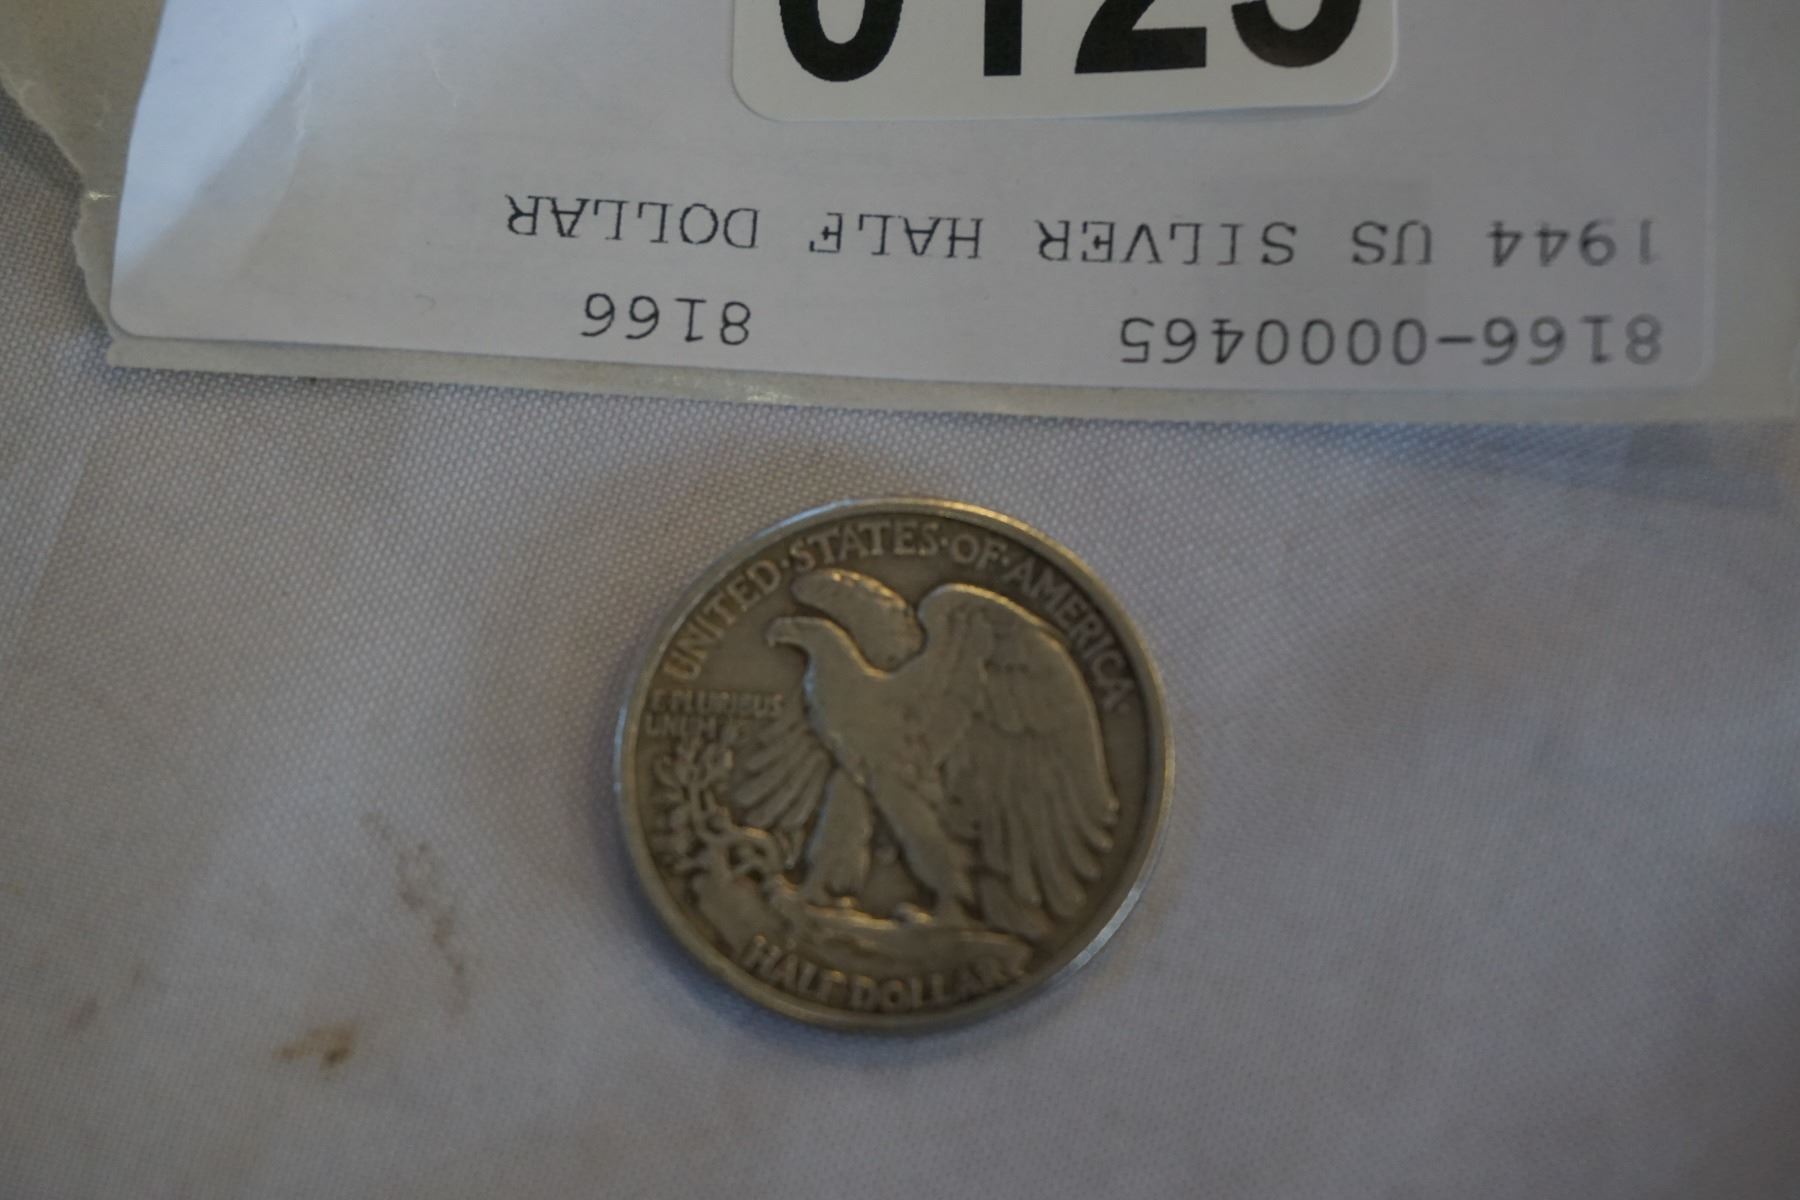 0125
8166-0000465 8166
1944 US SILVER HALF DOLLAR
UNITED·STATES·OF·AMERICA·
E·PLURIBUS
UNUM
HALF DOLLAR